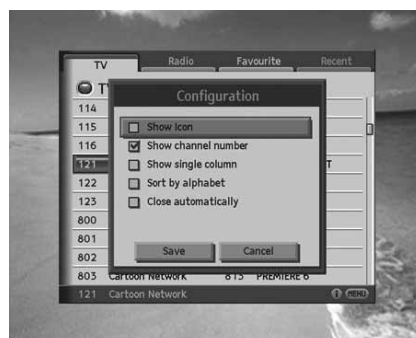 TV Radio Favourite Recent
T
114
115
116
121 T
122
123
800
801
802
803 Cartoon Network 813 PREMIERE 6
121 Cartoon Network i MENU
Configuration
Show Icon
Show channel number
Show single column
Sort by alphabet
Close automatically
Save Cancel